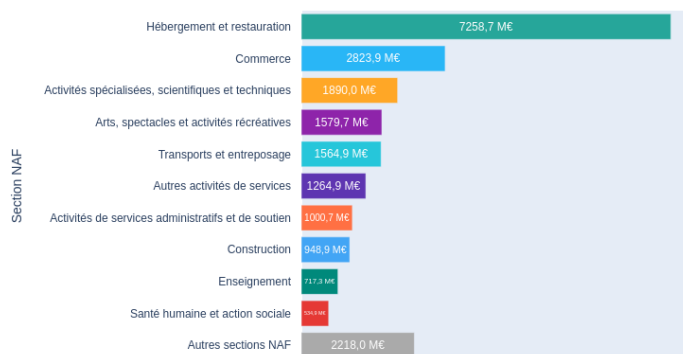 Hébergement et restauration 7258,7 M€
Commerce 2823,9 M€
Activités spécialisées, scientifiques et techniques 1890,0 M€
Arts, spectacles et activités récréatives 1579,7 M€
Transports et entreposage 1564,9 M€
Autres activités de services 1264,9 M€
Section NAF
Activités de services administratifs et de soutien 1000,7 M€
Construction 948,9 M€
Enseignement 717,3 M€
Santé humaine et action sociale M€
Autres sections NAF 2218,0 M€